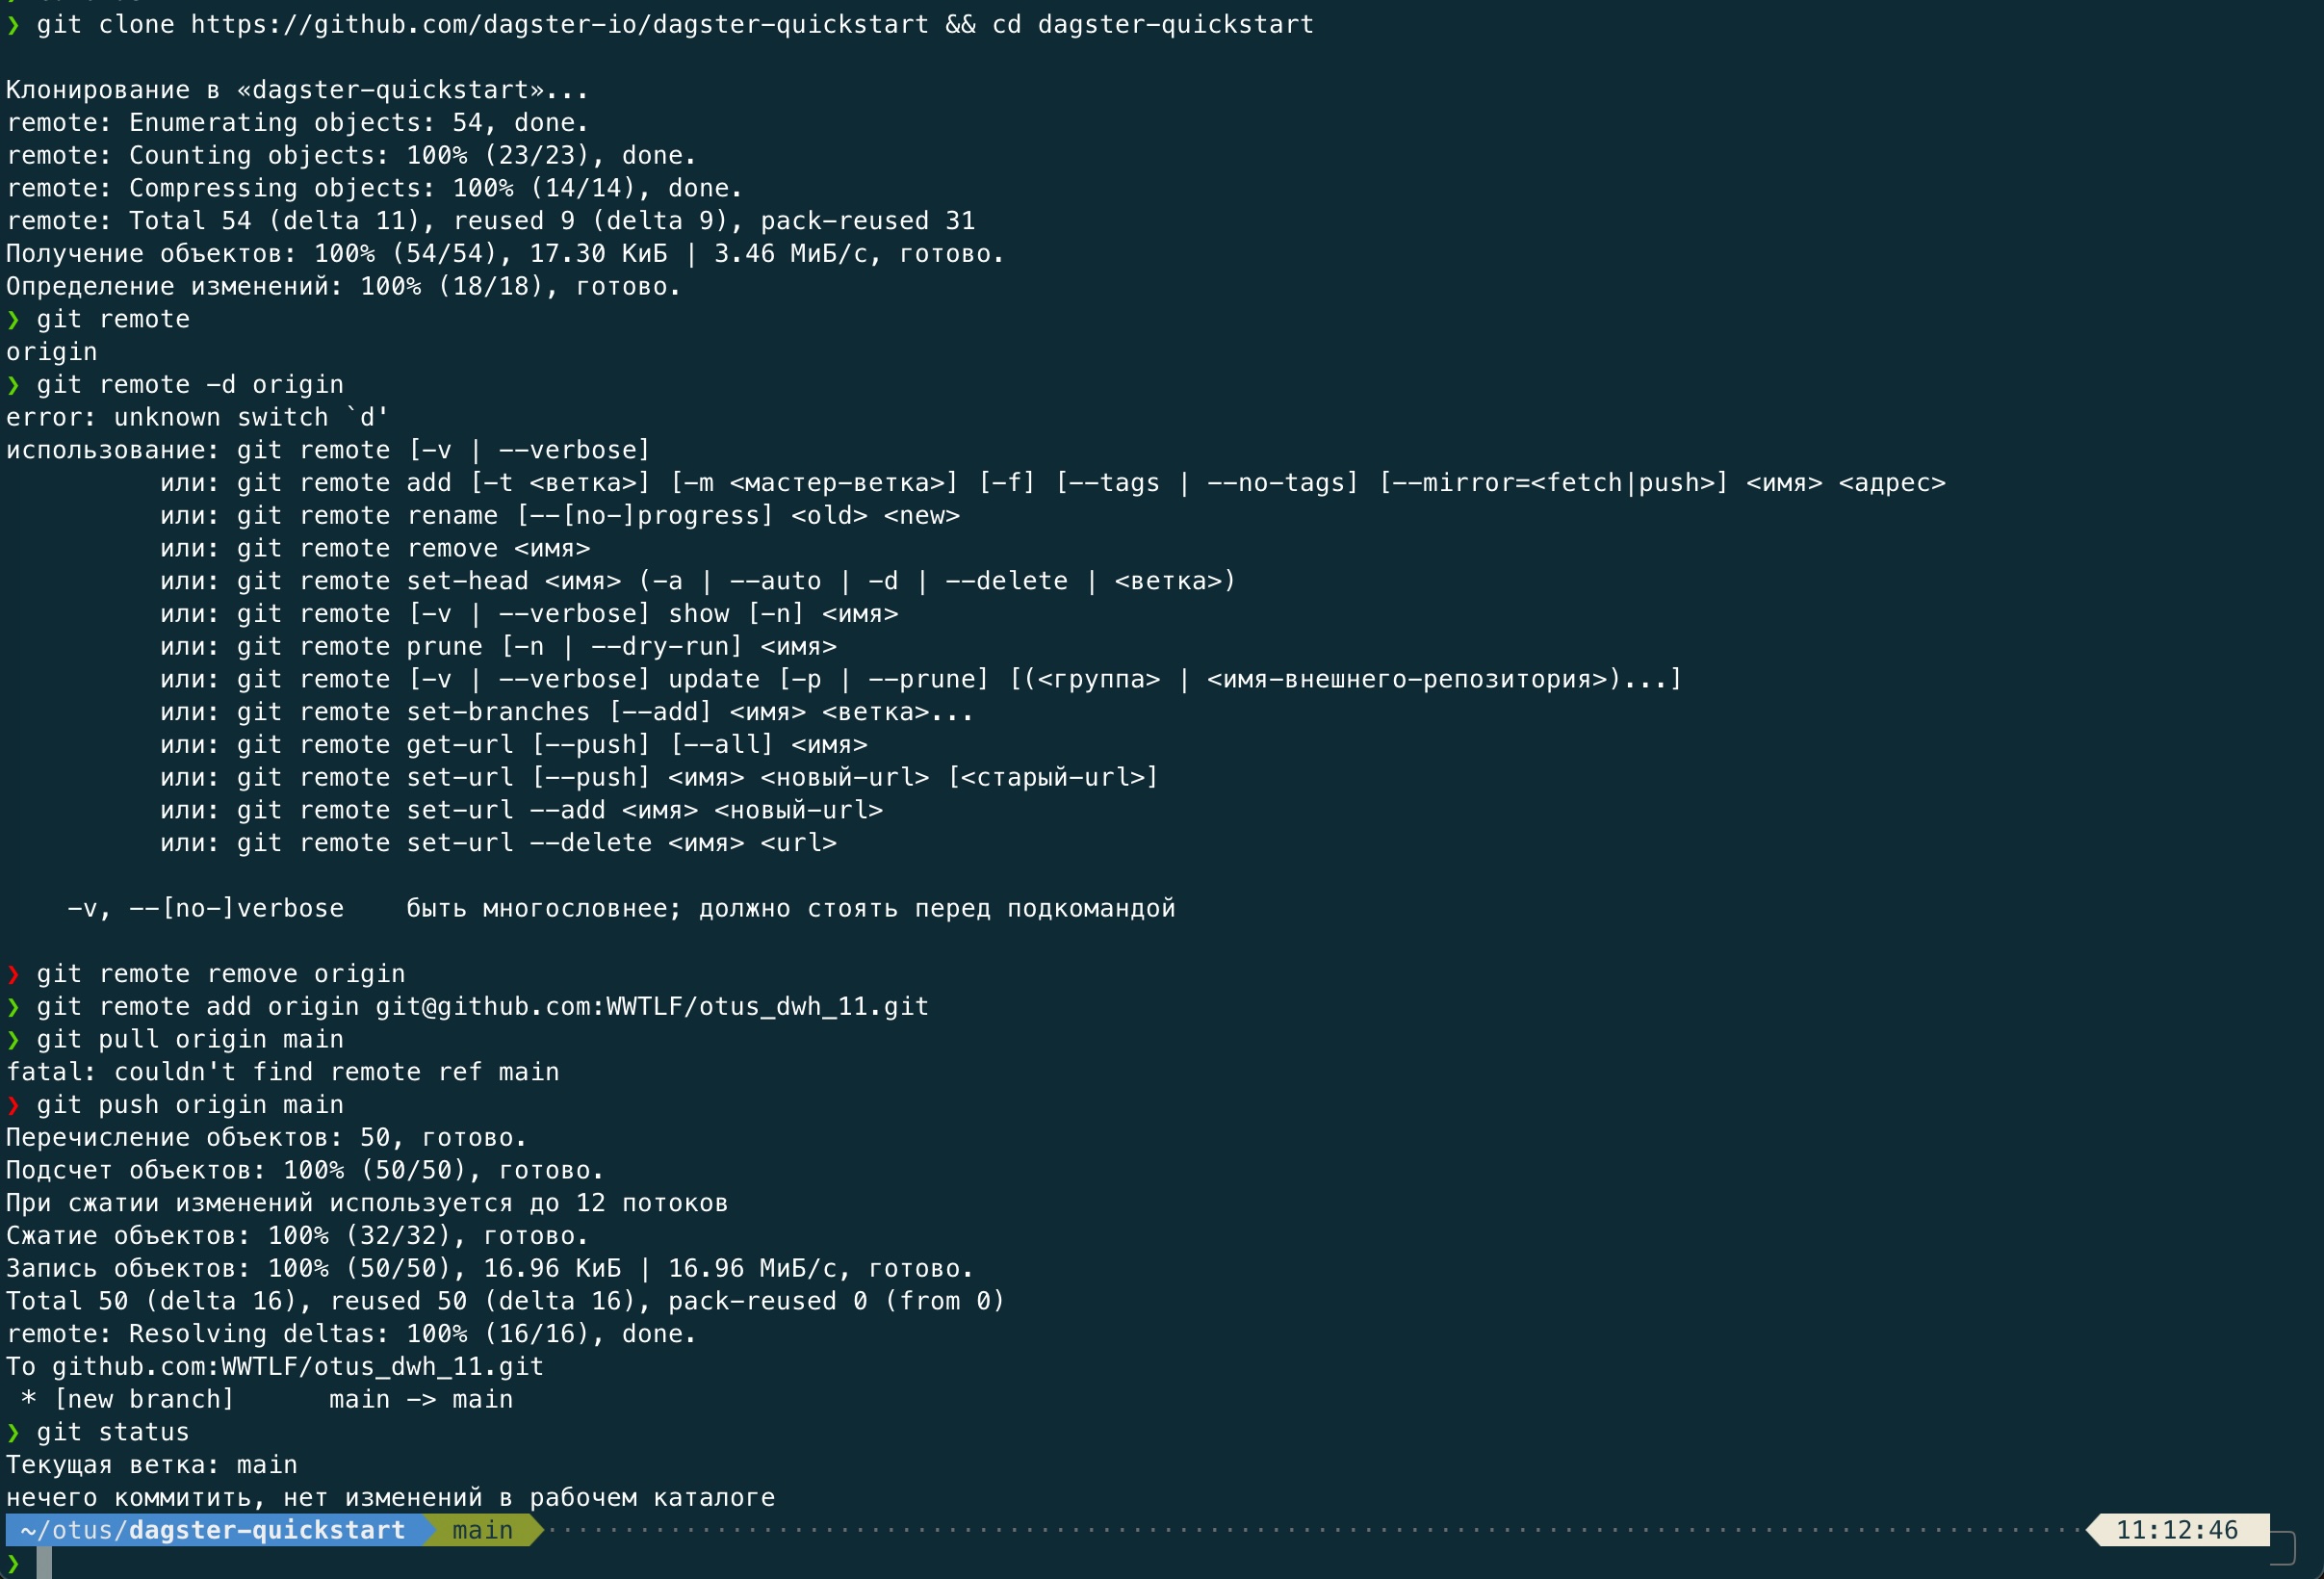 ❯ git clone https://github.com/dagster-io/dagster-quickstart && cd dagster-quickstart
Клонирование в «dagster-quickstart»...
remote: Enumerating objects: 54, done.
remote: Counting objects: 100% (23/23), done.
remote: Compressing objects: 100% (14/14), done.
remote: Total 54 (delta 11), reused 9 (delta 9), pack-reused 31
Получение объектов: 100% (54/54), 17.30 КиБ | 3.46 МиБ/с, готово.
Определение изменений: 100% (18/18), готово.
❯ git remote
origin
❯ git remote -d origin
error: unknown switch `d'
использование: git remote [-v | --verbose]
или: git remote add [-t <ветка>] [-m <мастер-ветка>] [-f] [--tags | --no-tags] [--mirror=<fetch|push>] <имя> <адрес>
или: git remote rename [--[no-]progress] <old> <new>
или: git remote remove <имя>
или: git remote set-head <имя> (-a | --auto | -d | --delete | <ветка>)
или: git remote [-v | --verbose] show [-n] <имя>
или: git remote prune [-n | --dry-run] <имя>
или: git remote [-v | --verbose] update [-p | --prune] [(<группа> | <имя-внешнего-репозитория>)...]
или: git remote set-branches [--add] <имя> <ветка>...
или: git remote get-url [--push] [--all] <имя>
или: git remote set-url [--push] <имя> <новый-url> [<старый-url>]
или: git remote set-url --add <имя> <новый-url>
или: git remote set-url --delete <имя> <url>
-v, --[no-]verbose    быть многословнее; должно стоять перед подкомандой
❯ git remote remove origin
❯ git remote add origin git@github.com:WWTLF/otus_dwh_11.git
❯ git pull origin main
fatal: couldn't find remote ref main
❯ git push origin main
Перечисление объектов: 50, готово.
Подсчет объектов: 100% (50/50), готово.
При сжатии изменений используется до 12 потоков
Сжатие объектов: 100% (32/32), готово.
Запись объектов: 100% (50/50), 16.96 КиБ | 16.96 МиБ/с, готово.
Total 50 (delta 16), reused 50 (delta 16), pack-reused 0 (from 0)
remote: Resolving deltas: 100% (16/16), done.
To github.com:WWTLF/otus_dwh_11.git
* [new branch]      main -> main
❯ git status
Текущая ветка: main
нечего коммитить, нет изменений в рабочем каталоге
~/otus/dagster-quickstart main 11:12:46
❯